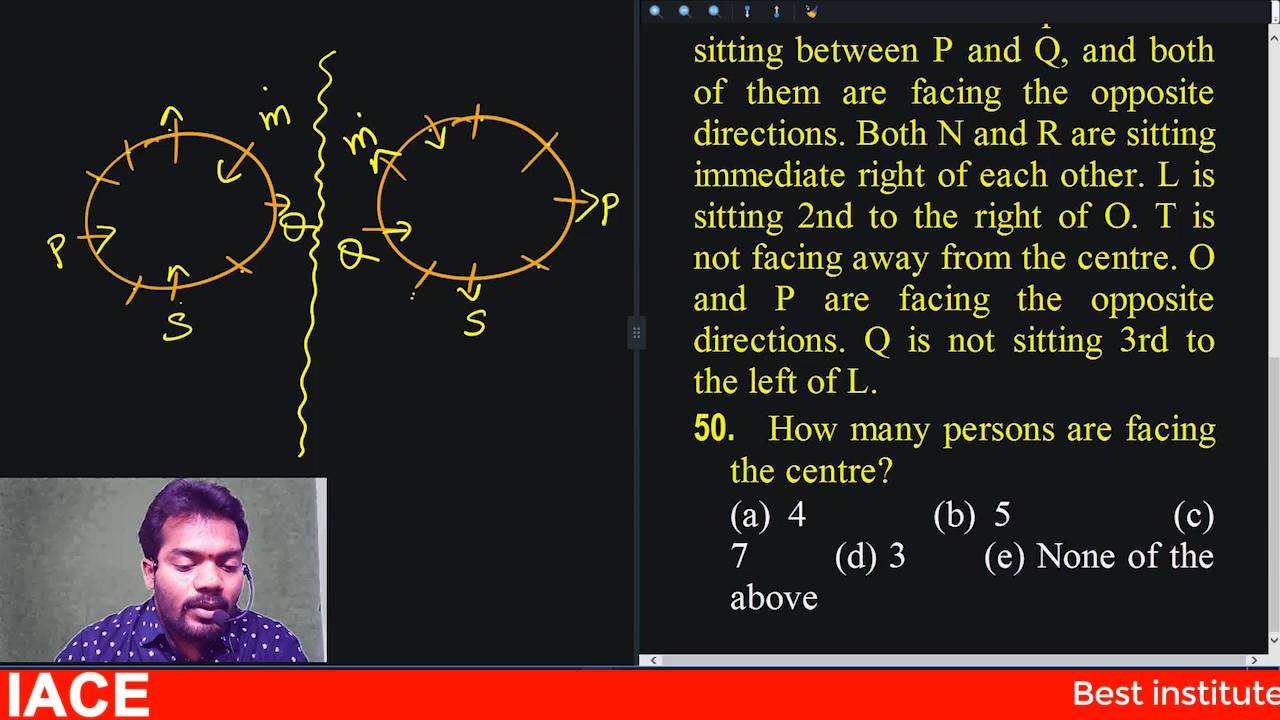 ṁ
ṁ
P
Q
S
Q
P
S
sitting between P and Q, and both
of them are facing the opposite
directions. Both N and R are sitting
immediate right of each other. L is
sitting 2nd to the right of O. T is
not facing away from the centre. O
and P are facing the opposite
directions. Q is not sitting 3rd to
the left of L.
50. How many persons are facing
the centre?
(a) 4 (b) 5 (c)
7 (d) 3 (e) None of the
above
IACE
Best institute